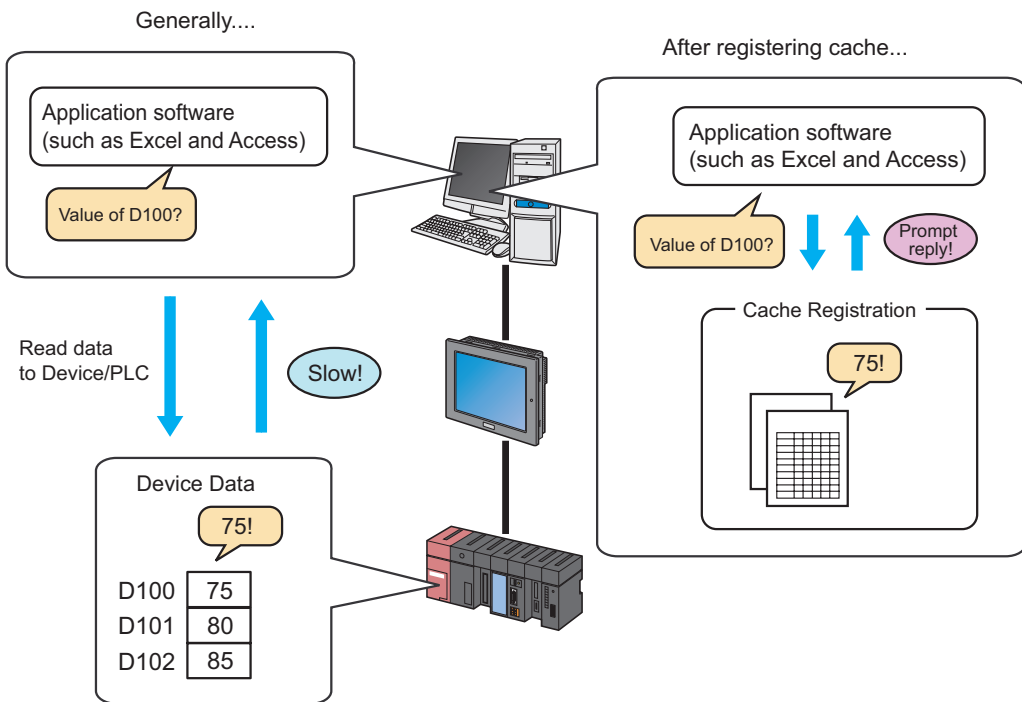 Generally....
Application software
(such as Excel and Access)
Value of D100?
Read data
to Device/PLC
Slow!
Device Data
75!
D100 75
D101 80
D102 85
After registering cache...
Application software
(such as Excel and Access)
Value of D100?
Prompt
reply!
Cache Registration
75!